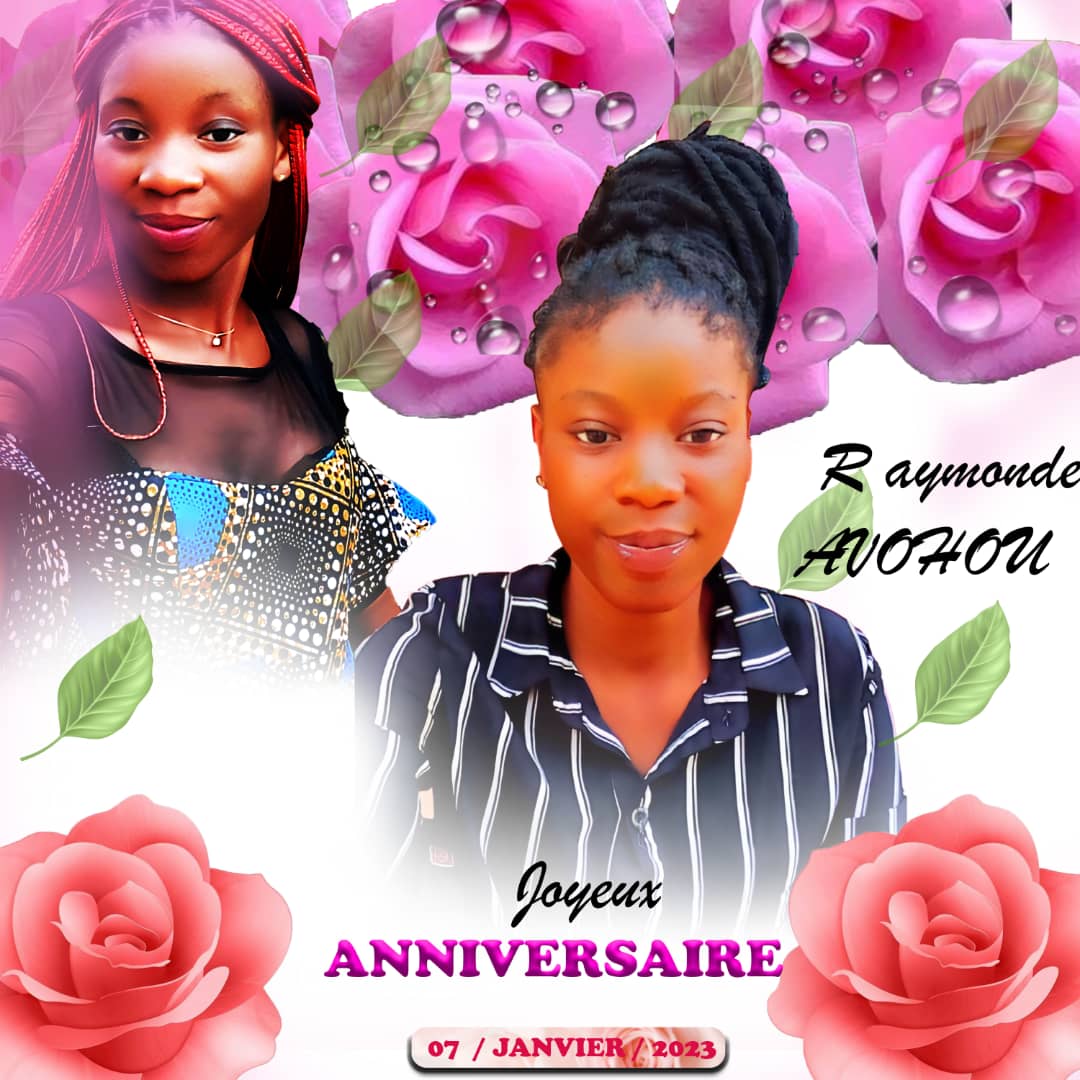 R aymonde
AVOHOU
Joyeux
ANNIVERSAIRE
07 / JANVIER / 2023